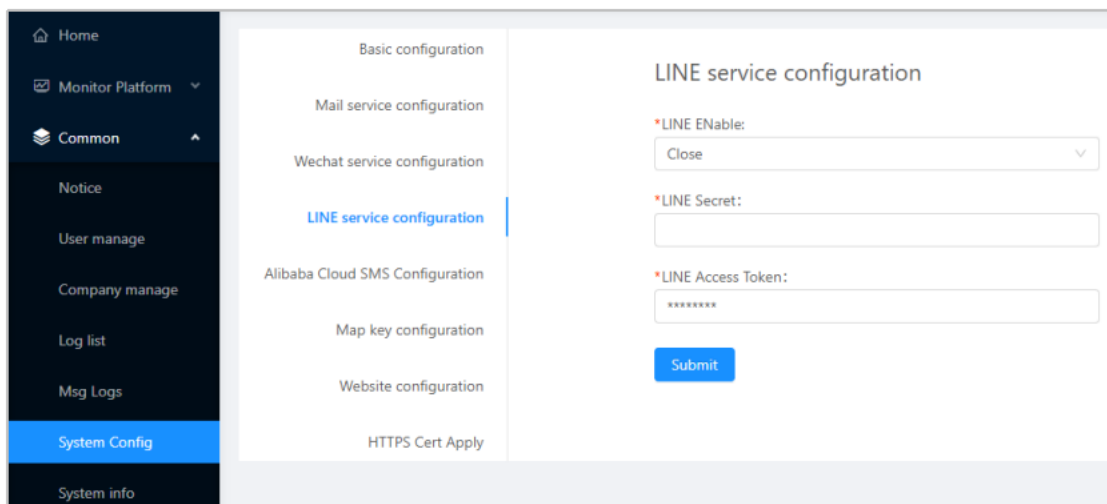 Home
Monitor Platform
Common
Notice
User manage
Company manage
Log list
Msg Logs
System Config
System info
Basic configuration
Mail service configuration
Wechat service configuration
LINE service configuration
Alibaba Cloud SMS Configuration
Map key configuration
Website configuration
HTTPS Cert Apply
LINE service configuration
*LINE ENable:
Close
*LINE Secret:
*LINE Access Token:
********
Submit